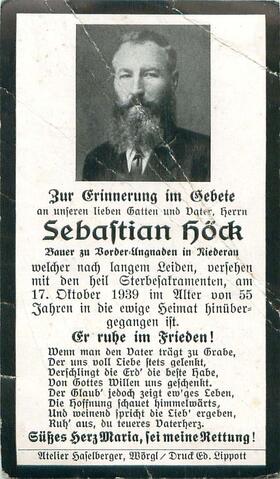 Zur Erinnerung im Gebete
an unseren lieben Gatten und Vater, Herrn
Sebastian Höck
Bauer zu Vorder-Ungnaden in Niederau
welcher nach langem Leiden, versehen
mit den heil Sterbesakramenten, am
17. Oktober 1939 im Alter von 55
Jahren in die ewige Heimat hinüber-
gegangen ist.
Er ruhe im Frieden!
Wenn man den Vater trägt zu Grabe,
Der uns voll Liebe stets gelenkt,
Verschlingt die Erd' die beste Habe,
Von Gottes Willen uns geschenkt.
Der Glaub' jedoch zeigt ew'ges Leben,
Die Hoffnung schauet himmelwärts,
Und weinend spricht die Lieb' ergeben,
Ruh' aus, du teueres Vaterherz.
Süßes Herz Maria, sei meine Rettung!
Atelier Haselberger, Wörgl / Druck Ed. Lippott